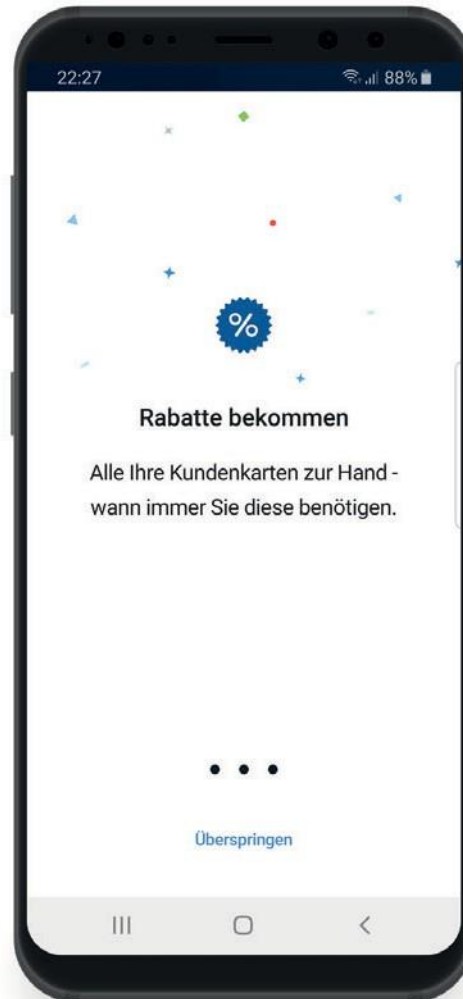 22:27 88%
%
Rabatte bekommen
Alle Ihre Kundenkarten zur Hand -
wann immer Sie diese benötigen.
Überspringen